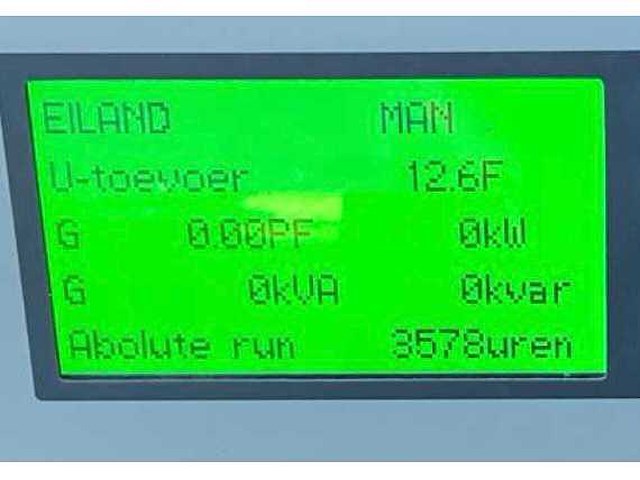 EILAND MAN
U-toevoer 12.6F
G 0.00PF 0kW
G 0kVA 0kvar
Abolute run 3578uren